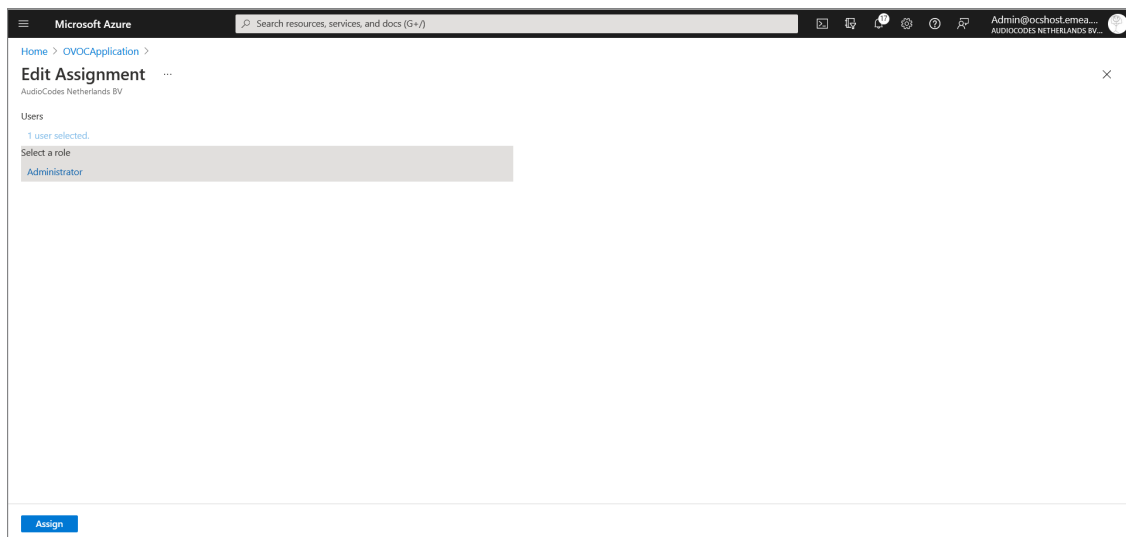 Microsoft Azure
Search resources, services, and docs (G+/)
17
Admin@ocshost.emea....
AUDIOCODES NETHERLANDS BV...
Home > OVOCApplication >
Edit Assignment ...
AudioCodes Netherlands BV
Users
1 user selected.
Select a role
Administrator
Assign